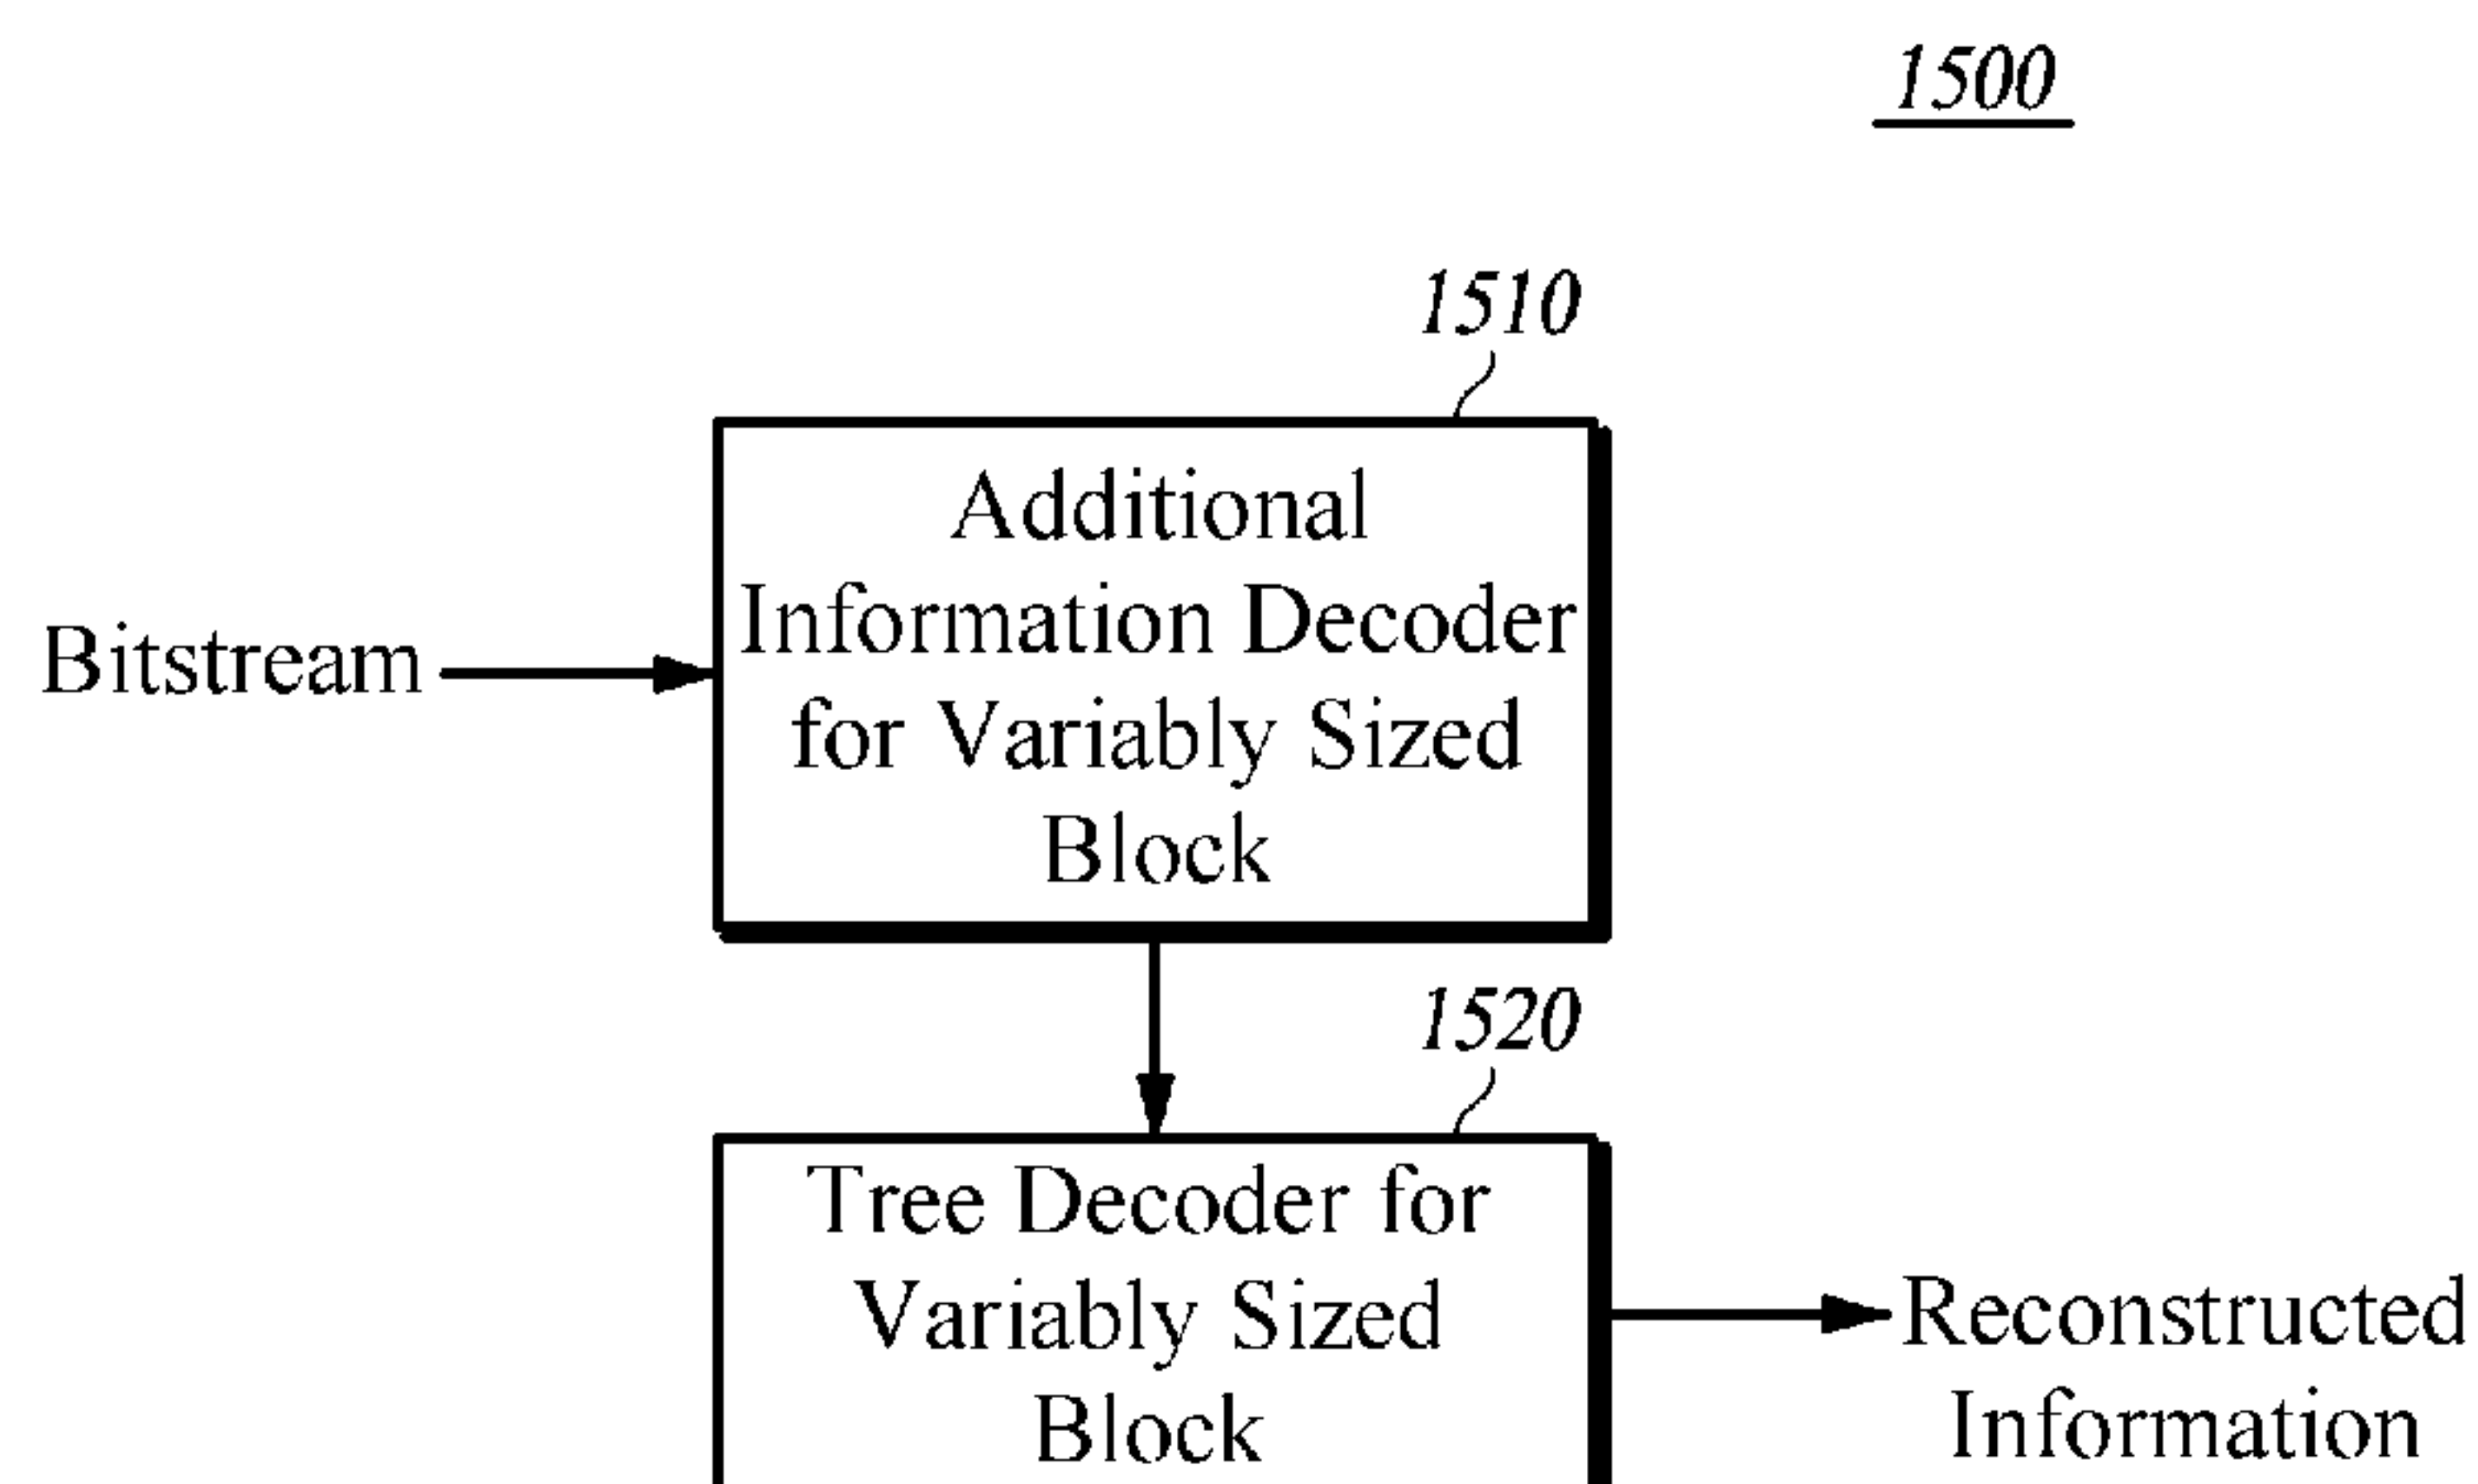 1500
1510
Additional
Information Decoder
for Variably Sized
Block
Bitstream
1520
Tree Decoder for
Variably Sized
Block
Reconstructed
Information